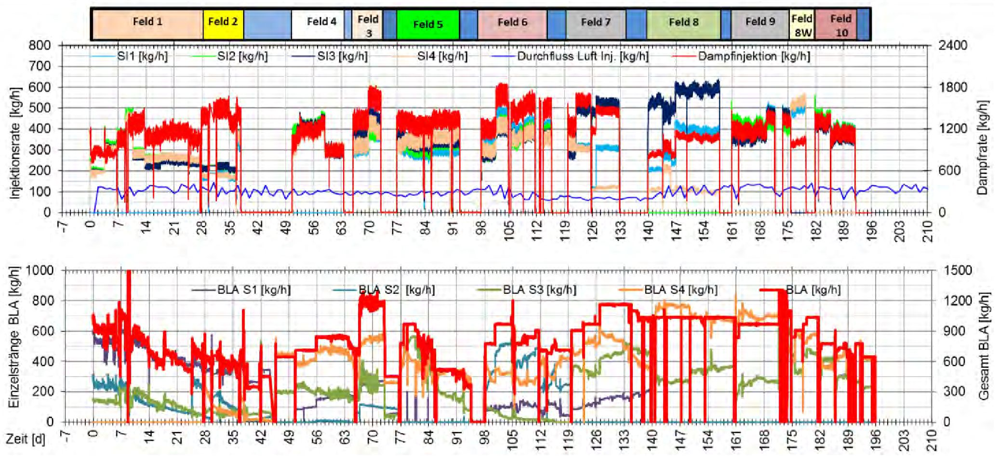 Feld 1 Feld 2 Feld 4 Feld 3 Feld 5 Feld 6 Feld 7 Feld 8 Feld 9 Feld 8W Feld 10
800 2400
SI1 [kg/h] SI2 [kg/h] SI3 [kg/h] SI4 [kg/h] Durchfluss Luft Inj. [kg/h] Dampfinjektion [kg/h]
700
600 1800
500
400 1200
300
200 600
100
0 0
Injektionsrate [kg/h]
Dampfrate [kg/h]
-7 0 7 14 21 28 35 42 49 56 63 70 77 84 91 98 105 112 119 126 133 140 147 154 161 168 175 182 189 196 203 210
1000 1500
BLA S1 [kg/h] BLA S2 [kg/h] BLA S3 [kg/h] BLA S4 [kg/h] BLA [kg/h]
800 1200
600 900
400 600
200 300
0 0
Einzelstränge BLA [kg/h]
Gesamt BLA [kg/h]
Zeit [d] -7 0 7 14 21 28 35 42 49 56 63 70 77 84 91 98 105 112 119 126 133 140 147 154 161 168 175 182 189 196 203 210